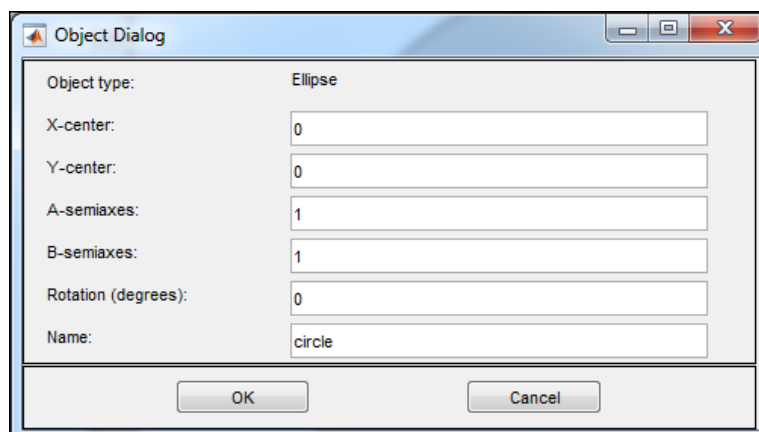 Object Dialog
Object type: Ellipse
X-center: 0
Y-center: 0
A-semiaxes: 1
B-semiaxes: 1
Rotation (degrees): 0
Name: circle
OK Cancel